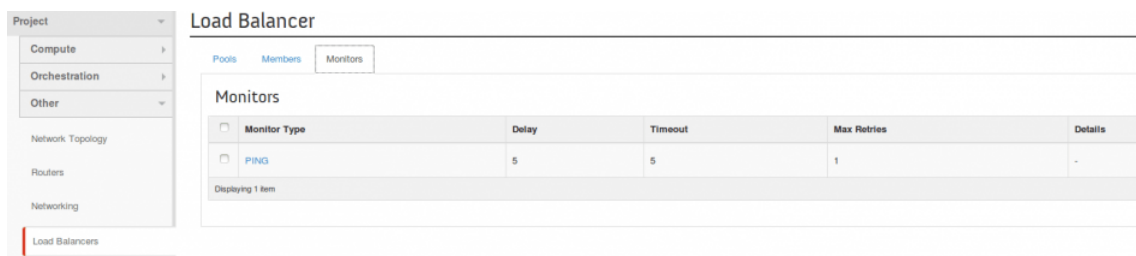 Project
Compute
Orchestration
Other
Network Topology
Routers
Networking
Load Balancers
Load Balancer
Pools Members Monitors
Monitors
Monitor Type Delay Timeout Max Retries Details
PING 5 5 1 -
Displaying 1 item